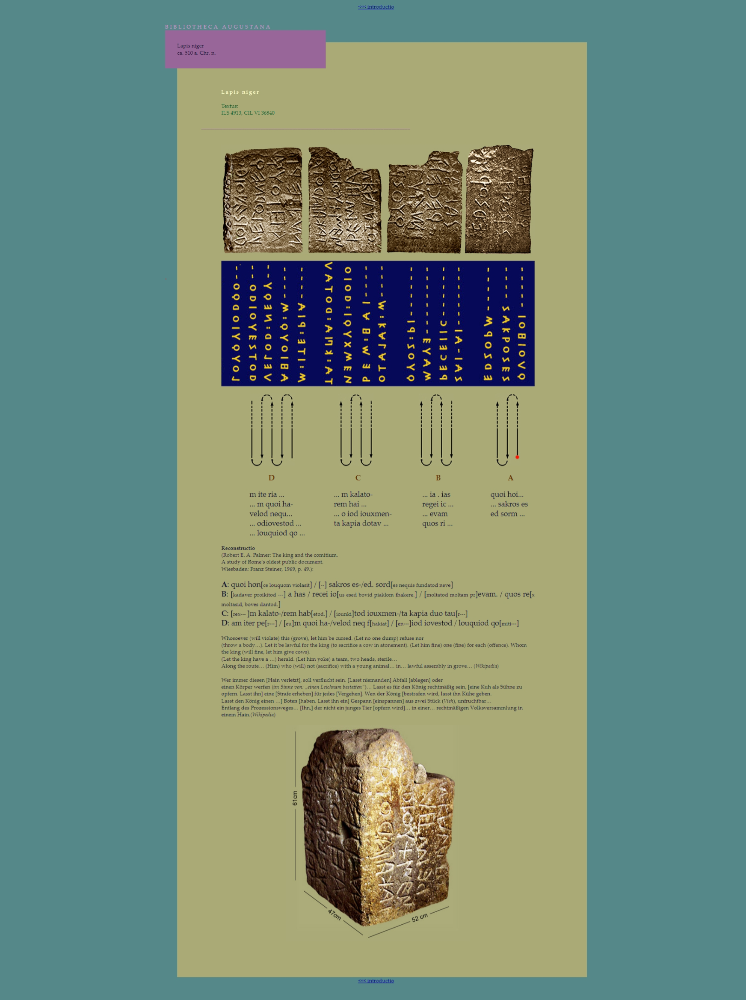 <<< introductio
BIBLIOTHECA AUGUSTANA
Lapis niger
ca. 510 a. Chr. n.
Lapis niger
Textus:
ILS 4913, CIL VI 36840
D
m ite ria ...
... m quoi ha-
velod nequ...
... odiovestod ...
... louquiod qo ...
C
... m kalato-
rem hai ...
... o iod iouxmen-
ta kapia dotav ...
B
... ia . ias
regei ic ...
... evam
quos ri ...
A
quoi hoi...
... sakros es
ed sorm ...
Reconstructio
(Robert E. A. Palmer: The king and the comitium.
A study of Rome's oldest public document.
Wiesbaden: Franz Steiner, 1969, p. 49.):
A: quoi hon[ce louquom violasit] / [--] sakros es-/ed. sord[es nequis fundatod neve]
B: [kadaver proikitod ---] a has / recei io[us esed bovid piaklom fhakere.] / [moltatod moltam pr]evam. / quos re[x
moltasid, boves dantod.]
C: [rex--- ]m kalato-/rem hab[etod.] / [iounki]tod iouxmen-/ta kapia duo tau[r---]
D: am iter pe[r---] / [eu]m quoi ha-/velod neq f[hakiat] / [en---]iod iovestod / louquiod qo[miti---]
Whosoever (will violate) this (grove), let him be cursed. (Let no one dump) refuse nor
(throw a body…). Let it be lawful for the king (to sacrifice a cow in atonement). (Let him fine) one (fine) for each (offence). Whom
the king (will fine, let him give cows).
(Let the king have a …) herald. (Let him yoke) a team, two heads, sterile…
Along the route… (Him) who (will) not (sacrifice) with a young animal… in… lawful assembly in grove… (Wikipedia)
Wer immer diesen [Hain verletzt], soll verflucht sein. [Lasst niemanden] Abfall [ablegen] oder
einen Körper werfen (im Sinne von: „einen Leichnam bestatten“)… Lasst es für den König rechtmäßig sein, [eine Kuh als Sühne zu
opfern. Lasst ihn] eine [Strafe erheben] für jedes [Vergehen]. Wen der König [bestrafen wird, lasst ihn Kühe geben.
Lasst den König einen …] Boten [haben. Lasst ihn ein] Gespann [einspannen] aus zwei Stück (Vieh), unfruchtbar…
Entlang des Prozessionsweges… [Ihn,] der nicht ein junges Tier [opfern wird]… in einer… rechtmäßigen Volksversammlung in
einem Hain.(Wikipedia)
61cm
47cm
52 cm
<<< introductio